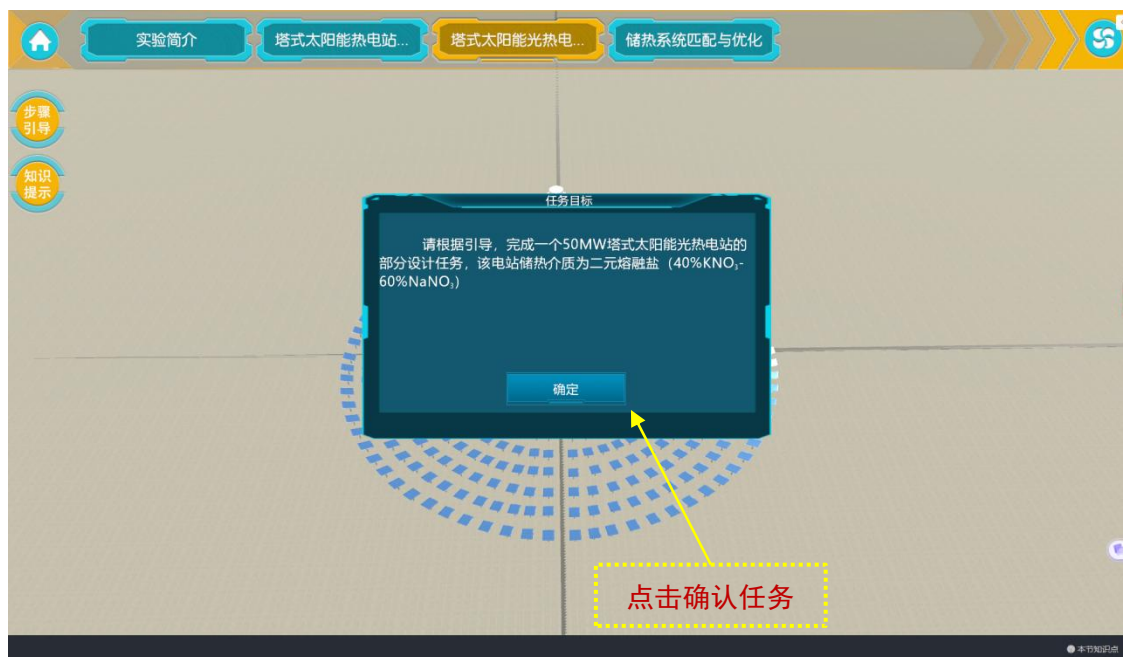 实验简介
塔式太阳能热电站...
塔式太阳能光热电...
储热系统匹配与优化
步骤
引导
知识
提示
任务目标
请根据引导，完成一个50MW塔式太阳能光热电站的
部分设计任务，该电站储热介质为二元熔融盐（40%KNO₃-
60%NaNO₃）
确定
点击确认任务
本节知识点